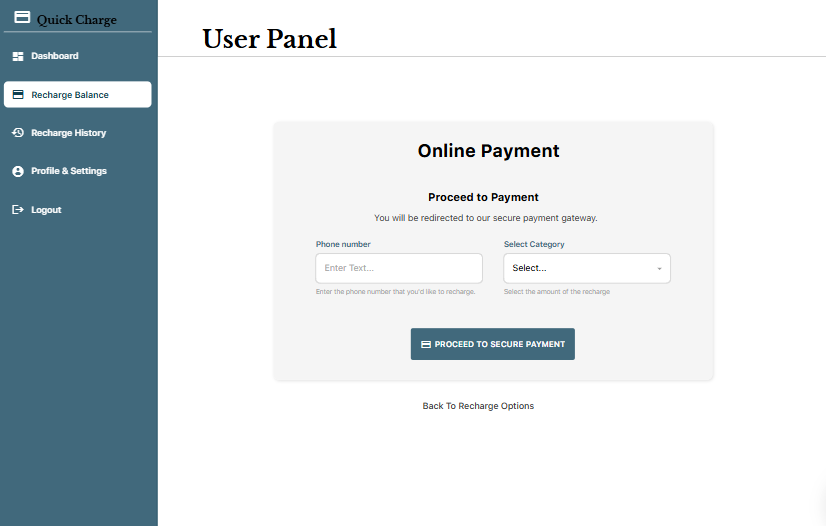 Quick Charge
Dashboard
Recharge Balance
Recharge History
Profile & Settings
Logout
User Panel
Online Payment
Proceed to Payment
You will be redirected to our secure payment gateway.
Phone number
Enter Text...
Enter the phone number that you'd like to recharge.
Select Category
Select...
Select the amount of the recharge
PROCEED TO SECURE PAYMENT
Back To Recharge Options